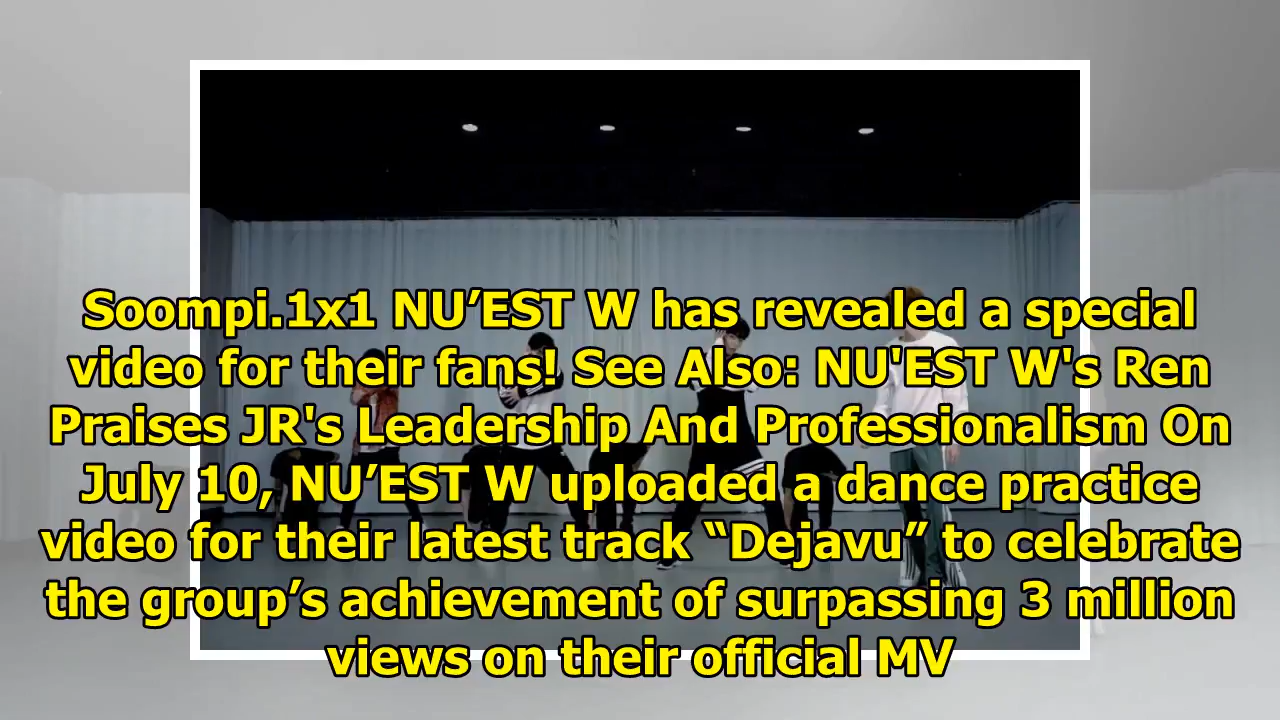 Soompi.1x1 NU’EST W has revealed a special
video for their fans! See Also: NU'EST W's Ren
Praises JR's Leadership And Professionalism On
July 10, NU’EST W uploaded a dance practice
video for their latest track “Dejavu” to celebrate
the group’s achievement of surpassing 3 million
views on their official MV